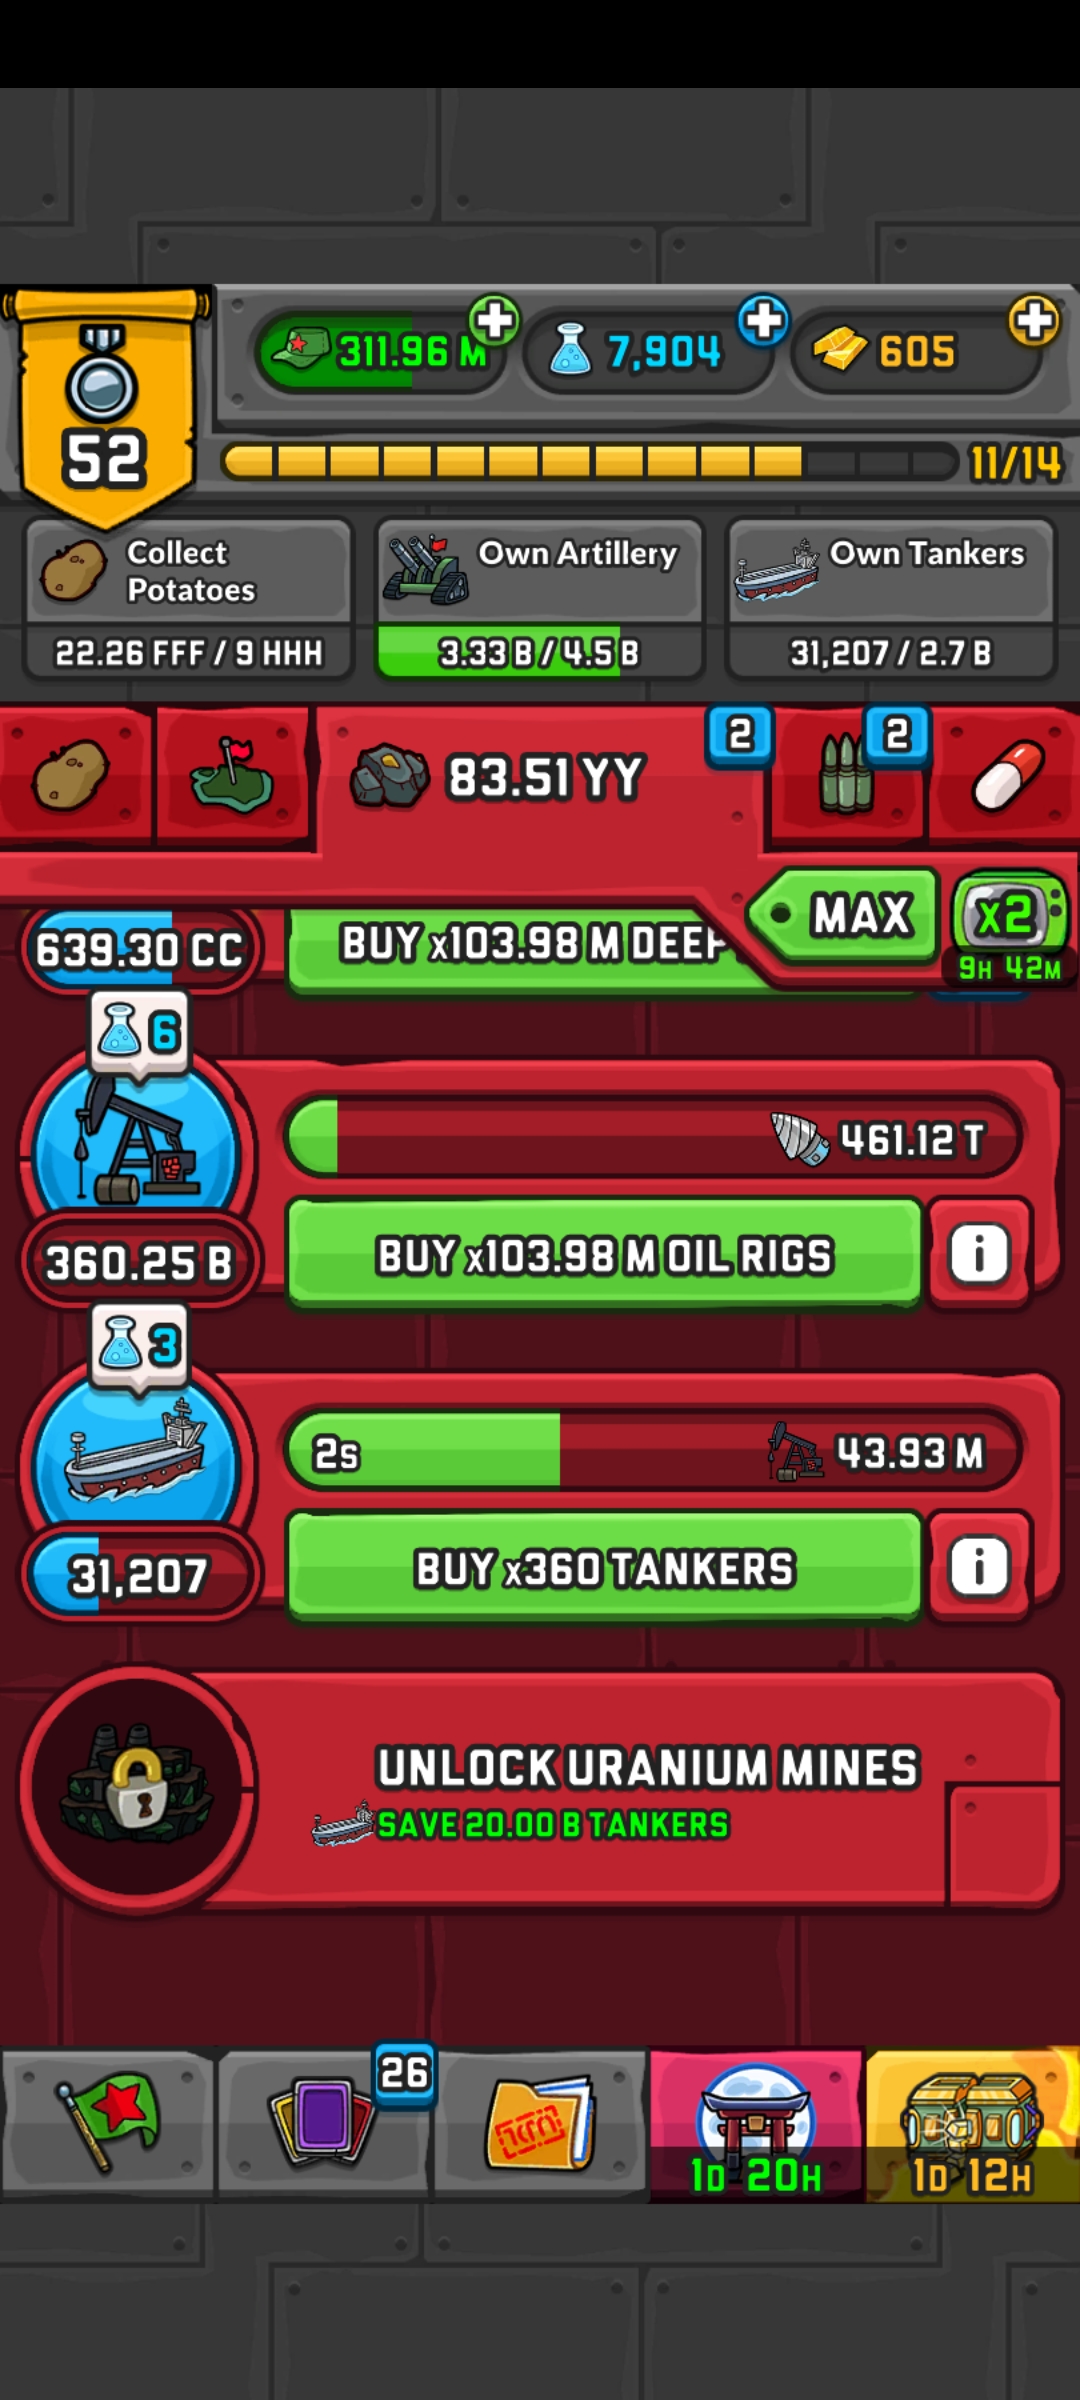 311.96 M
7,904
605
52
11/14
Collect
Potatoes
Own Artillery
Own Tankers
22.26 FFF / 9 HHH
3.33 B / 4.5 B
31,207 / 2.7 B
83.51 YY
2
2
MAX
x2
9H 42M
639.30 CC
BUY x103.98 M DEEP
6
461.12 T
360.25 B
BUY x103.98 M OIL RIGS
i
3
2s
43.93 M
31,207
BUY x360 TANKERS
i
UNLOCK URANIUM MINES
SAVE 20.00 B TANKERS
26
1D 20H
1D 12H